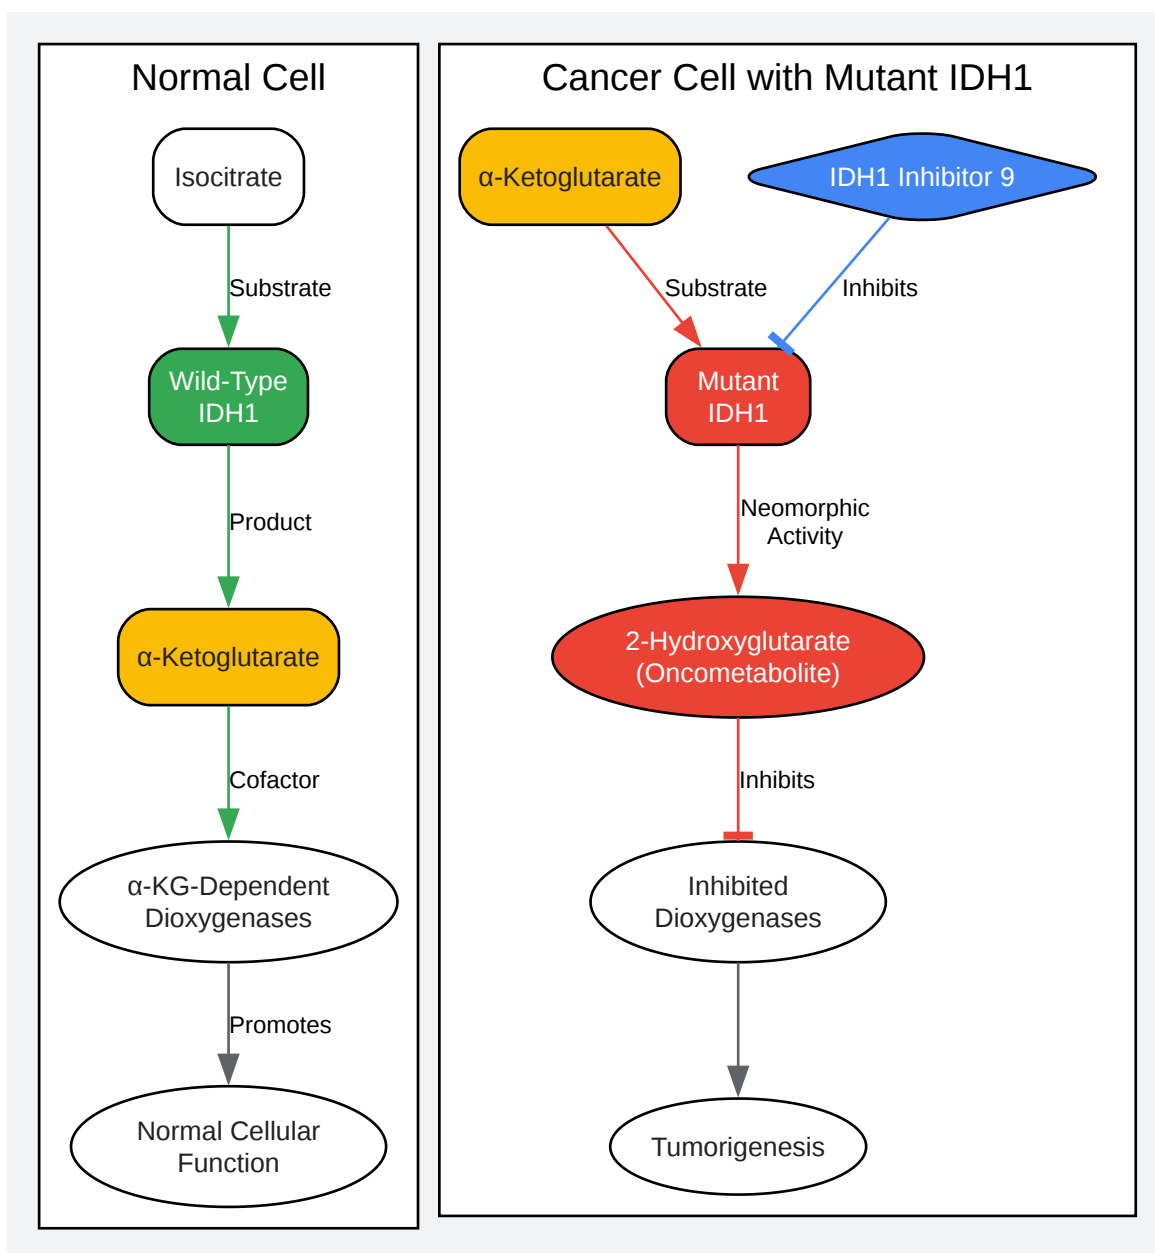 Normal Cell
Isocitrate
Substrate
Wild-Type
IDH1
Product
α-Ketoglutarate
Cofactor
α-KG-Dependent
Dioxygenases
Promotes
Normal Cellular
Function
Cancer Cell with Mutant IDH1
α-Ketoglutarate
IDH1 Inhibitor 9
Substrate
Inhibits
Mutant
IDH1
Neomorphic
Activity
2-Hydroxyglutarate
(Oncometabolite)
Inhibits
Inhibited
Dioxygenases
Tumorigenesis